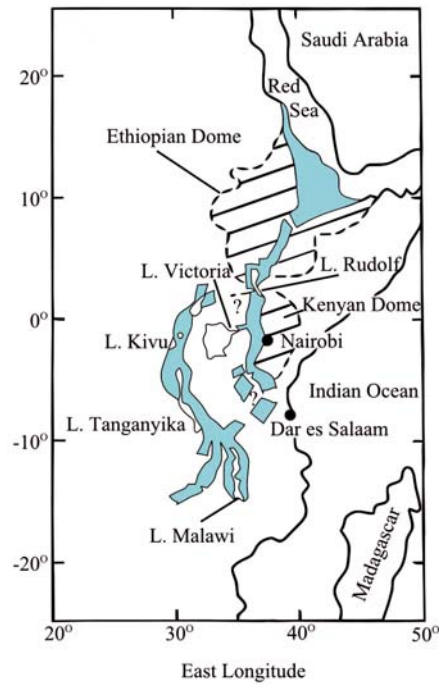 Saudi Arabia
20°
Red
Sea
Ethiopian Dome
10°
L. Victoria
L. Rudolf
?
Kenyan Dome
0°
L. Kivu
Nairobi
Indian Ocean
?
L. Tanganyika
Dar es Salaam
-10°
L. Malawi
Madagascar
-20°
20°
30°
40°
50°
East Longitude